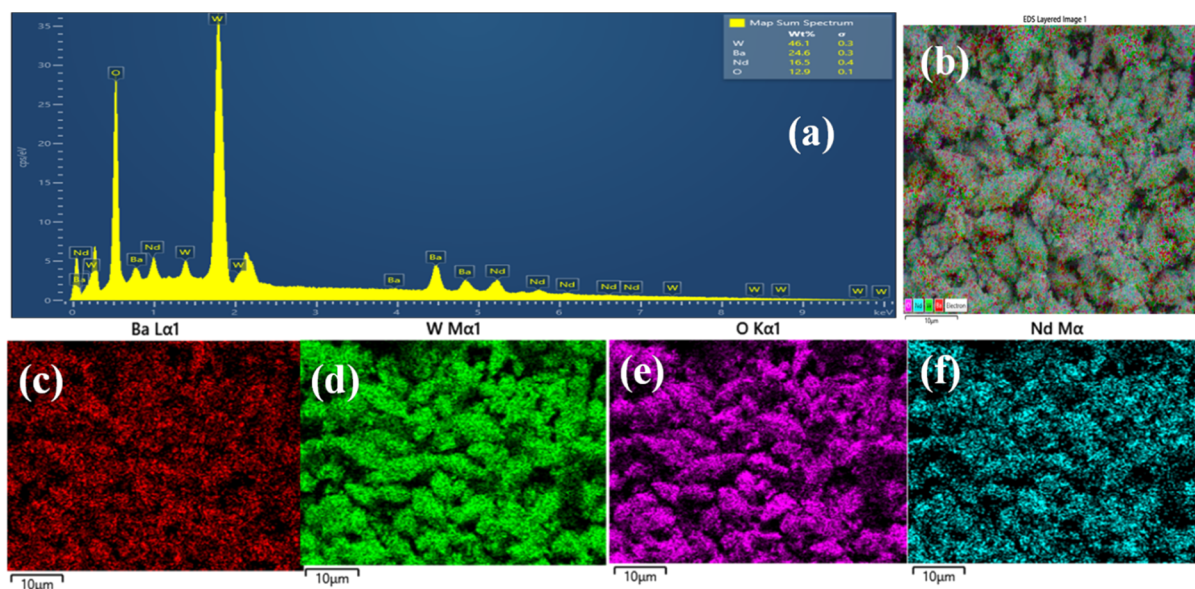 35
30
25
20
15
10
5
0
cps/eV
W
O
Nd
Ba
W
Ba
Nd
W
W
Ba
Ba
Ba
Nd
Nd
Nd
Nd
Nd
W
W
W
W
W
0
1
2
3
4
5
6
7
8
9
keV
Map Sum Spectrum
Wt% σ
W 46.1 0.3
Ba 24.6 0.3
Nd 16.5 0.4
O 12.9 0.1
(a)
EDS Layered Image 1
(b)
Electron
10μm
Ba Lα1
W Mα1
O Kα1
Nd Mα
(c)
(d)
(e)
(f)
10μm
10μm
10μm
10μm